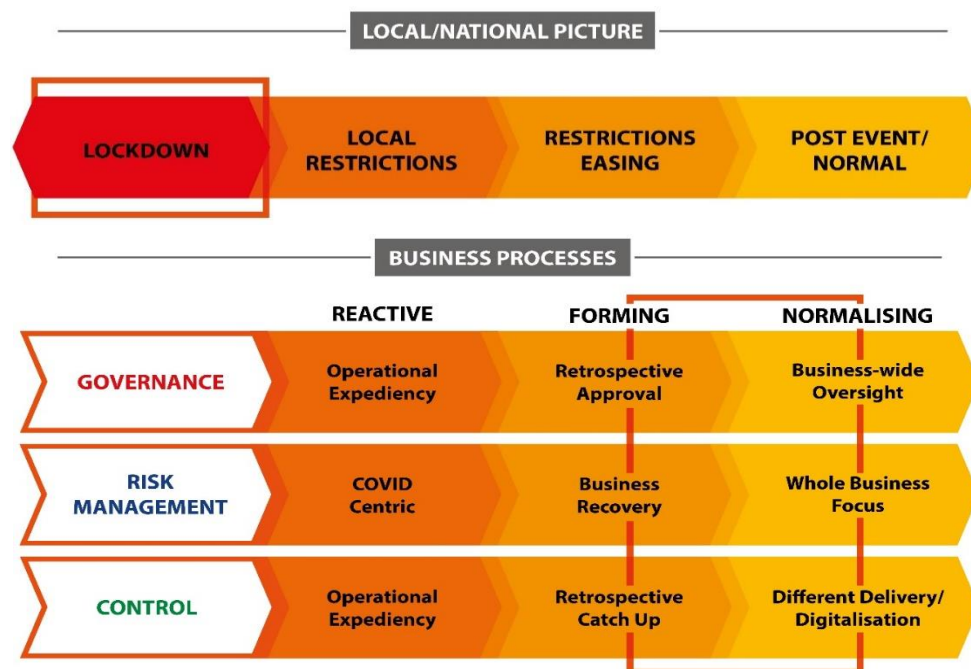 LOCAL/NATIONAL PICTURE
LOCKDOWN
LOCAL
RESTRICTIONS
RESTRICTIONS
EASING
POST EVENT/
NORMAL
BUSINESS PROCESSES
REACTIVE
FORMING
NORMALISING
GOVERNANCE
Operational
Expediency
Retrospective
Approval
Business-wide
Oversight
RISK
MANAGEMENT
COVID
Centric
Business
Recovery
Whole Business
Focus
CONTROL
Operational
Expediency
Retrospective
Catch Up
Different Delivery/
Digitalisation